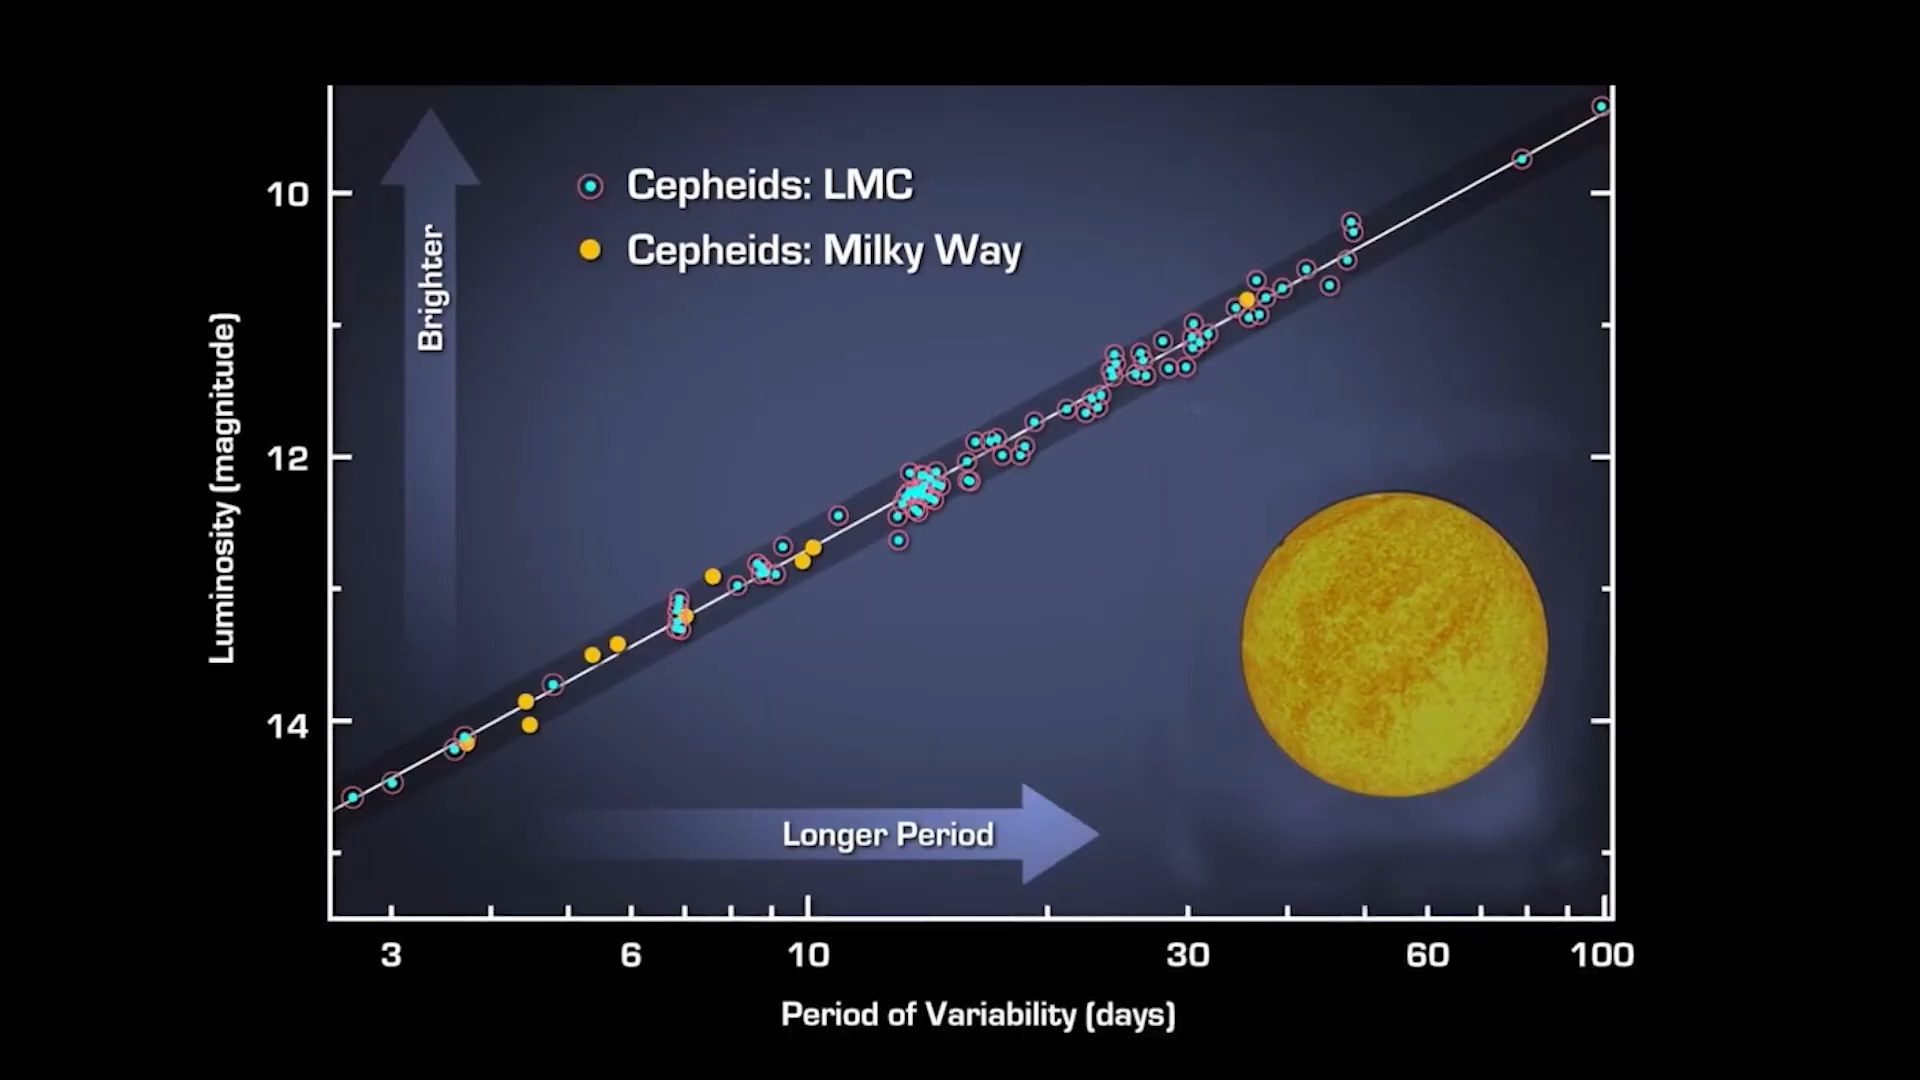 Cepheids: LMC
Cepheids: Milky Way
Brighter
Luminosity (magnitude)
10
12
14
Longer Period
3 6 10 30 60 100
Period of Variability (days)